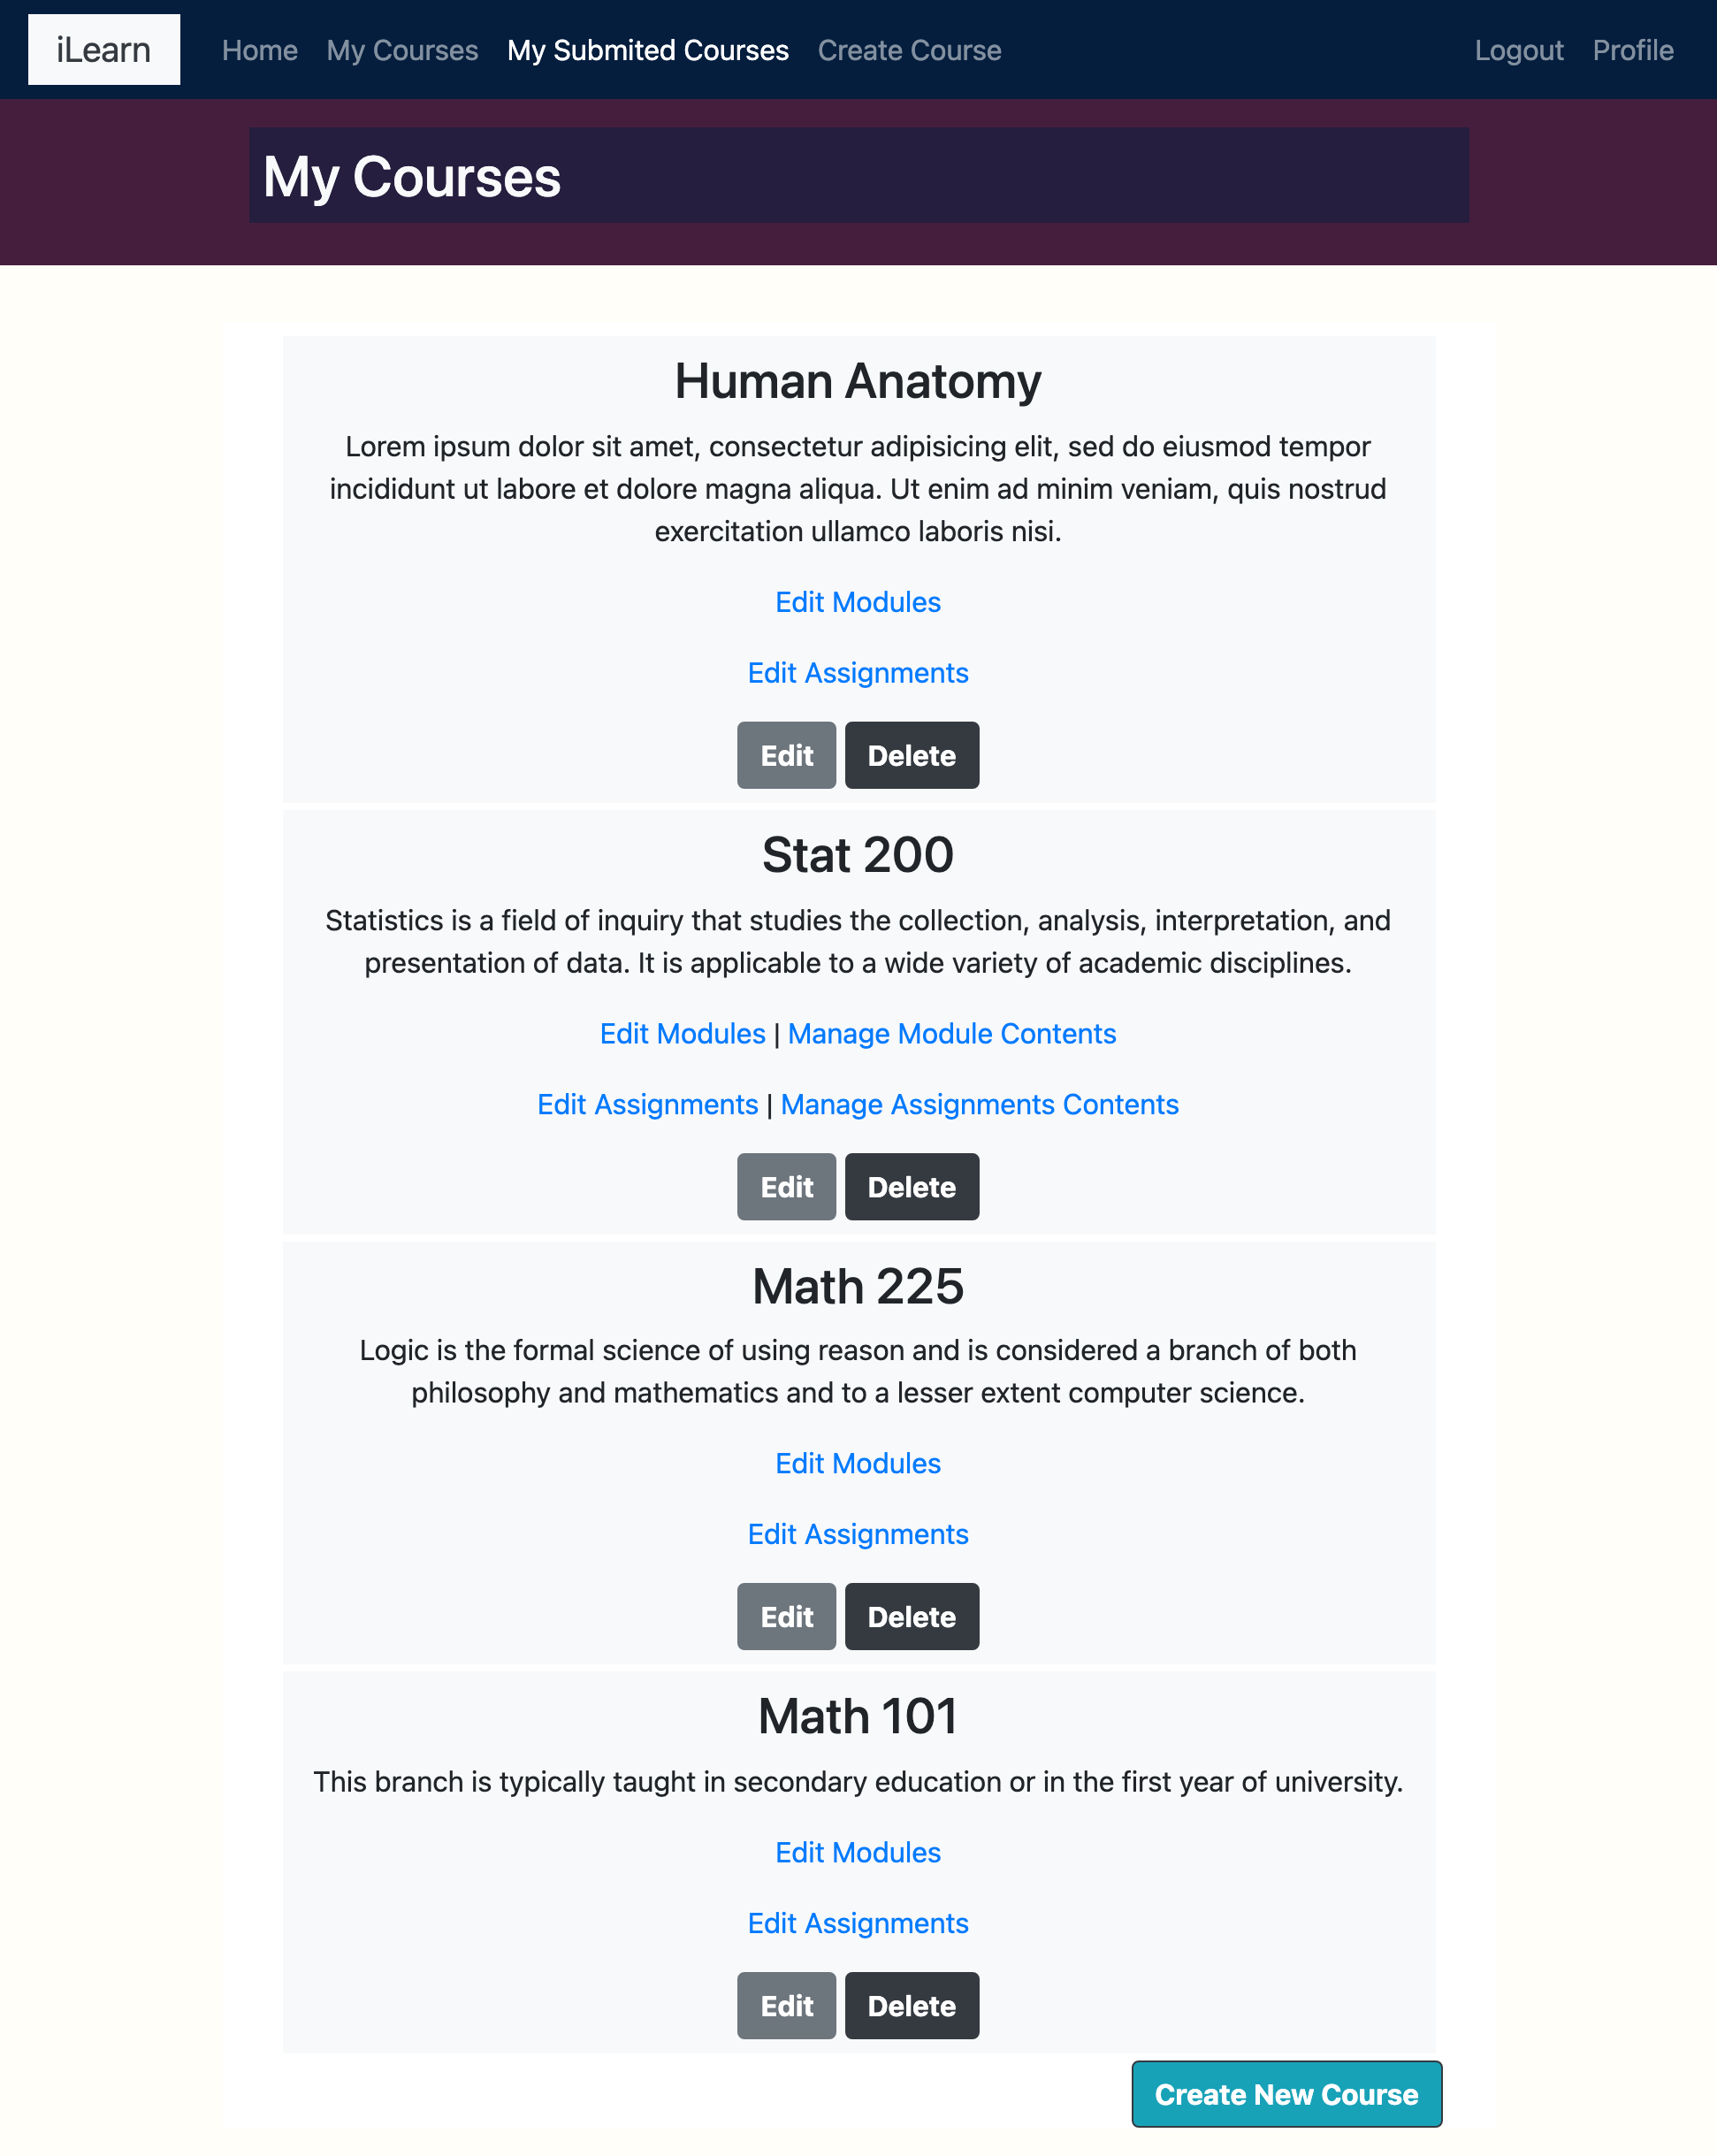 iLearn Home My Courses My Submited Courses Create Course Logout Profile
My Courses
Human Anatomy
Lorem ipsum dolor sit amet, consectetur adipisicing elit, sed do eiusmod tempor
incididunt ut labore et dolore magna aliqua. Ut enim ad minim veniam, quis nostrud
exercitation ullamco laboris nisi.
Edit Modules
Edit Assignments
Edit Delete
Stat 200
Statistics is a field of inquiry that studies the collection, analysis, interpretation, and
presentation of data. It is applicable to a wide variety of academic disciplines.
Edit Modules | Manage Module Contents
Edit Assignments | Manage Assignments Contents
Edit Delete
Math 225
Logic is the formal science of using reason and is considered a branch of both
philosophy and mathematics and to a lesser extent computer science.
Edit Modules
Edit Assignments
Edit Delete
Math 101
This branch is typically taught in secondary education or in the first year of university.
Edit Modules
Edit Assignments
Edit Delete
Create New Course